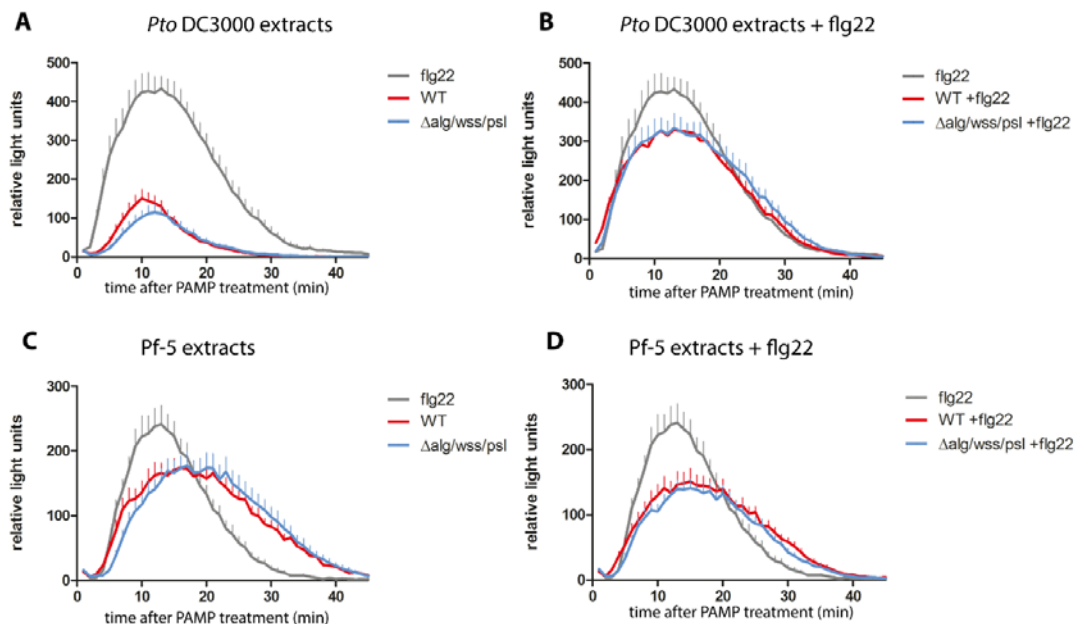 A
Pto DC3000 extracts
500
400
300
200
100
0
relative light units
0 10 20 30 40
time after PAMP treatment (min)
flg22
WT
Δalg/wss/psl
B
Pto DC3000 extracts + flg22
500
400
300
200
100
0
relative light units
0 10 20 30 40
time after PAMP treatment (min)
flg22
WT +flg22
Δalg/wss/psl +flg22
C
Pf-5 extracts
300
200
100
0
relative light units
0 10 20 30 40
time after PAMP treatment (min)
flg22
WT
Δalg/wss/psl
D
Pf-5 extracts + flg22
300
200
100
0
relative light units
0 10 20 30 40
time after PAMP treatment (min)
flg22
WT +flg22
Δalg/wss/psl +flg22